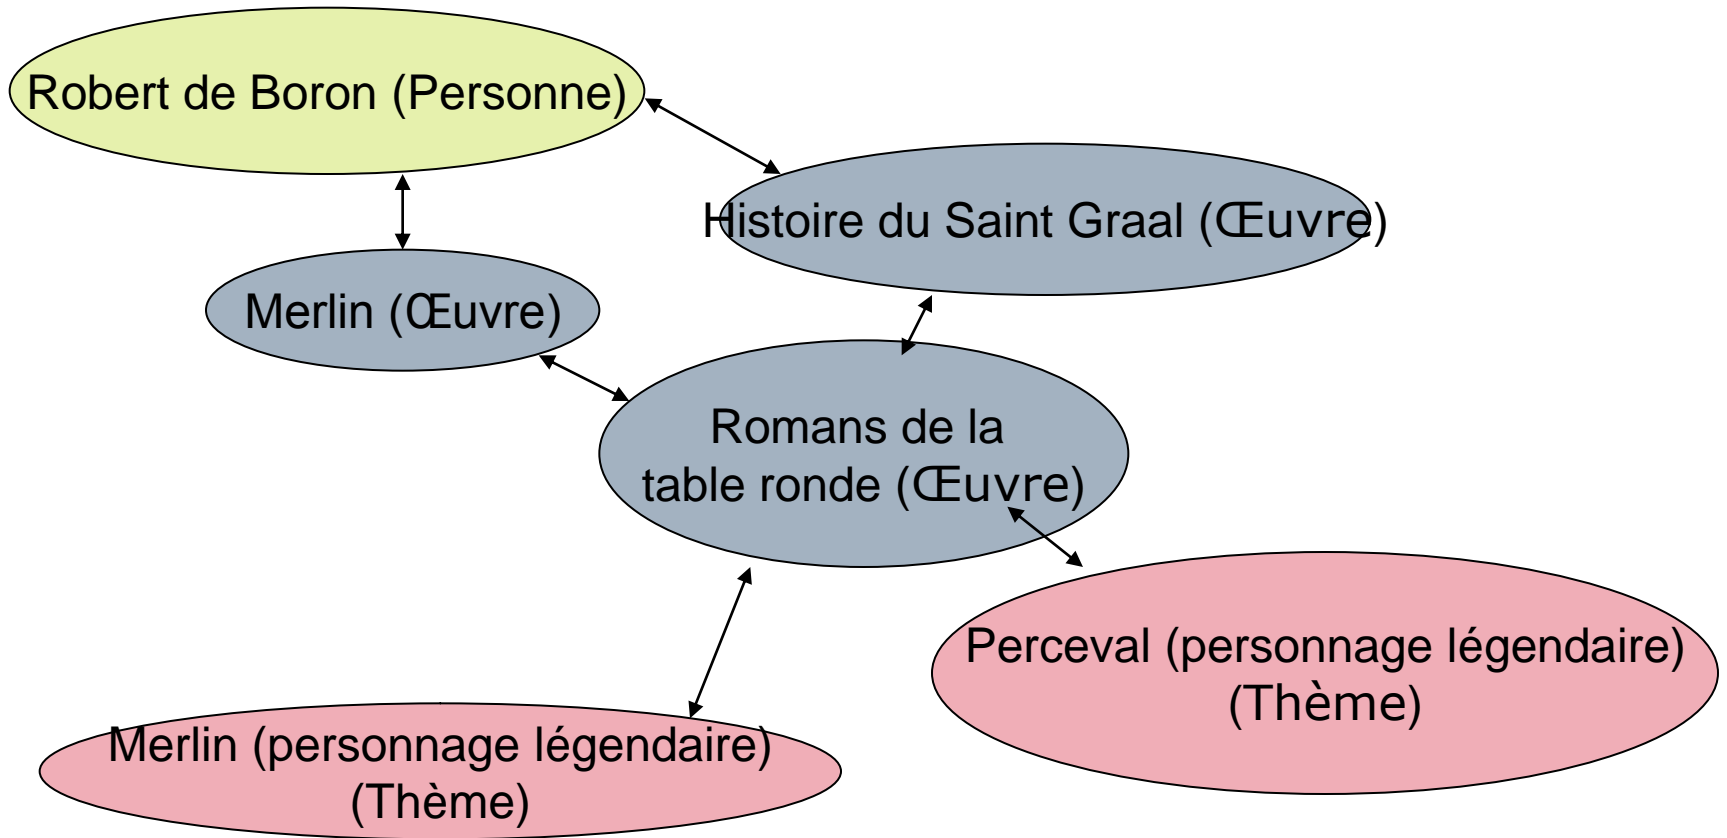 Robert de Boron (Personne)
Histoire du Saint Graal (Œuvre)
Merlin (Œuvre)
Romans de la
table ronde (Œuvre)
Perceval (personnage légendaire)
(Thème)
Merlin (personnage légendaire)
(Thème)